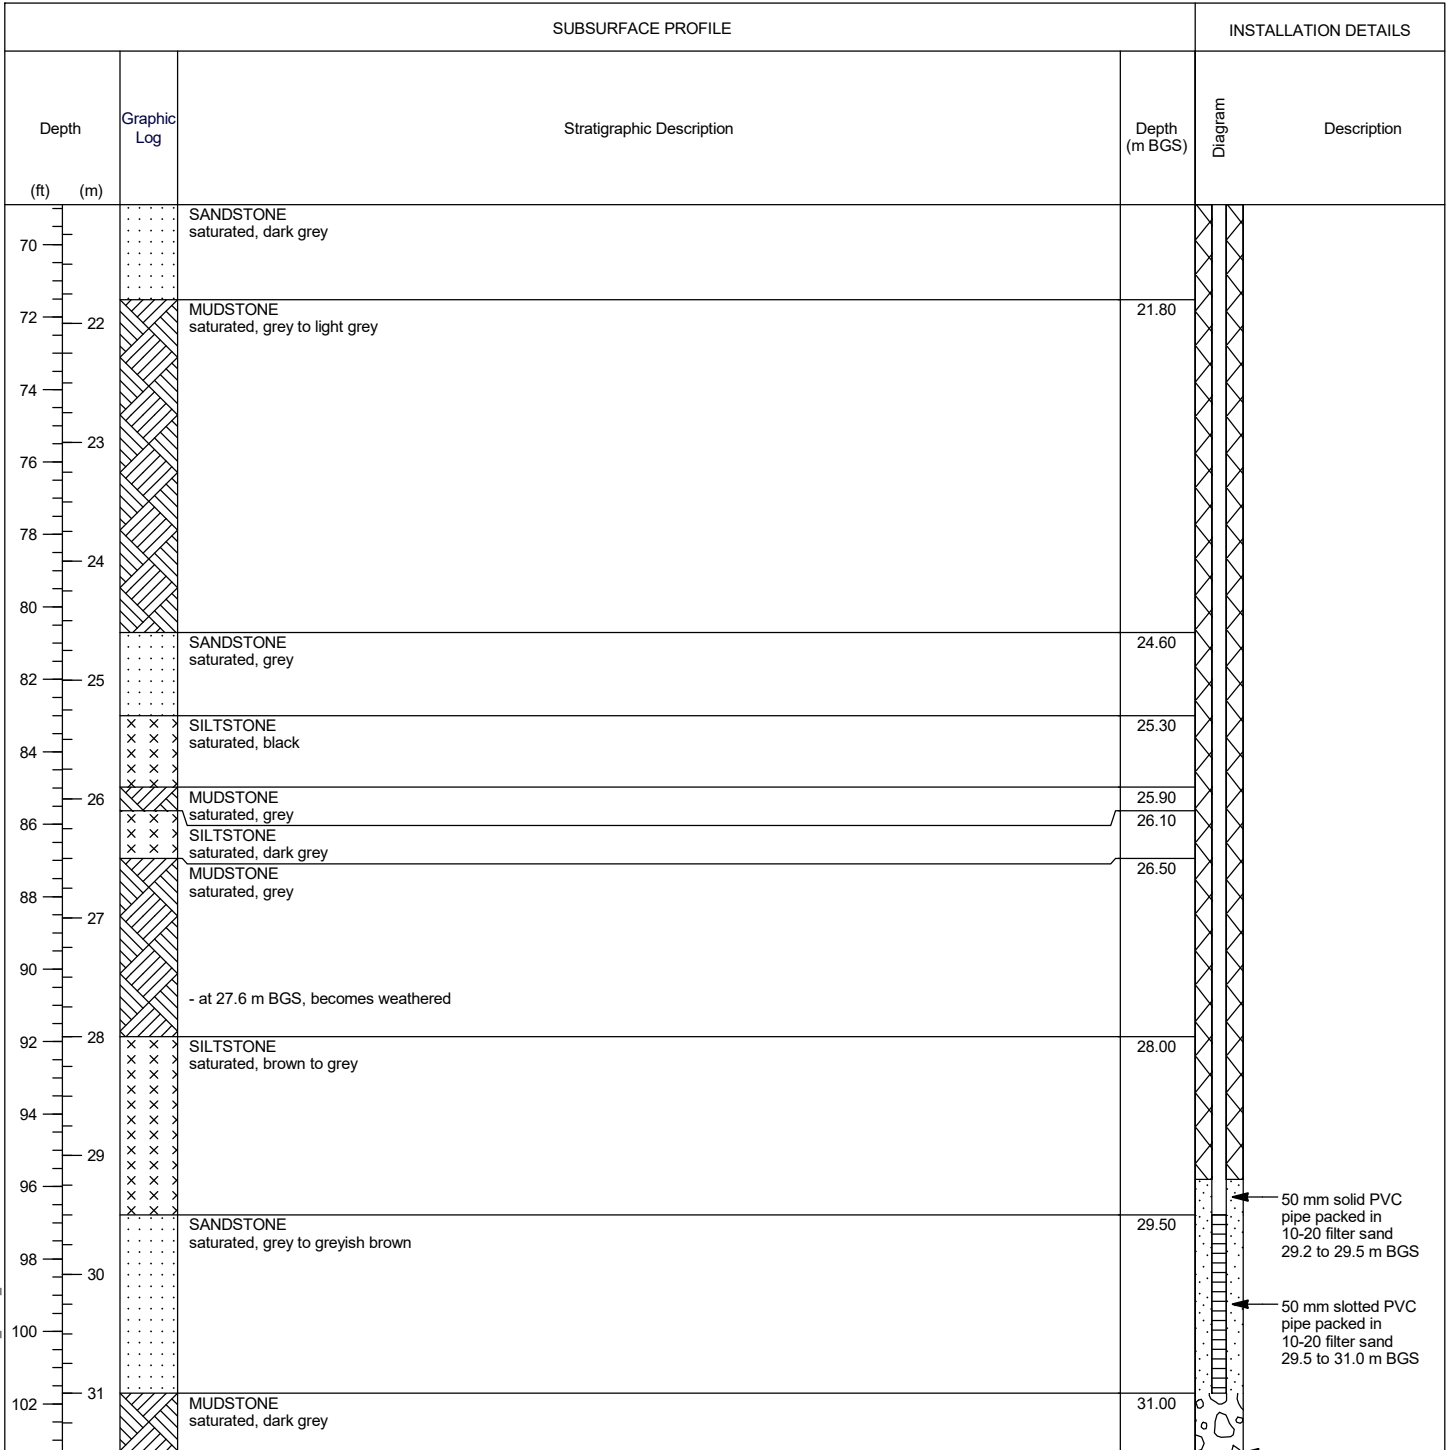 SUBSURFACE PROFILE
INSTALLATION DETAILS
Depth
Graphic
Log
Stratigraphic Description
Depth
(m BGS)
Diagram
Description
(ft) (m)
SANDSTONE
saturated, dark grey
70
MUDSTONE
saturated, grey to light grey
21.80
72
22
74
23
76
78
24
80
SANDSTONE
saturated, grey
24.60
82
25
SILTSTONE
saturated, black
25.30
84
MUDSTONE
saturated, grey
25.90
26
26.10
86
SILTSTONE
saturated, dark grey
MUDSTONE
saturated, grey
26.50
88
27
90
- at 27.6 m BGS, becomes weathered
92
28
SILTSTONE
saturated, brown to grey
28.00
94
29
96
50 mm solid PVC
pipe packed in
10-20 filter sand
29.2 to 29.5 m BGS
SANDSTONE
saturated, grey to greyish brown
29.50
98
30
50 mm slotted PVC
pipe packed in
10-20 filter sand
29.5 to 31.0 m BGS
100
31
102
MUDSTONE
saturated, dark grey
31.00